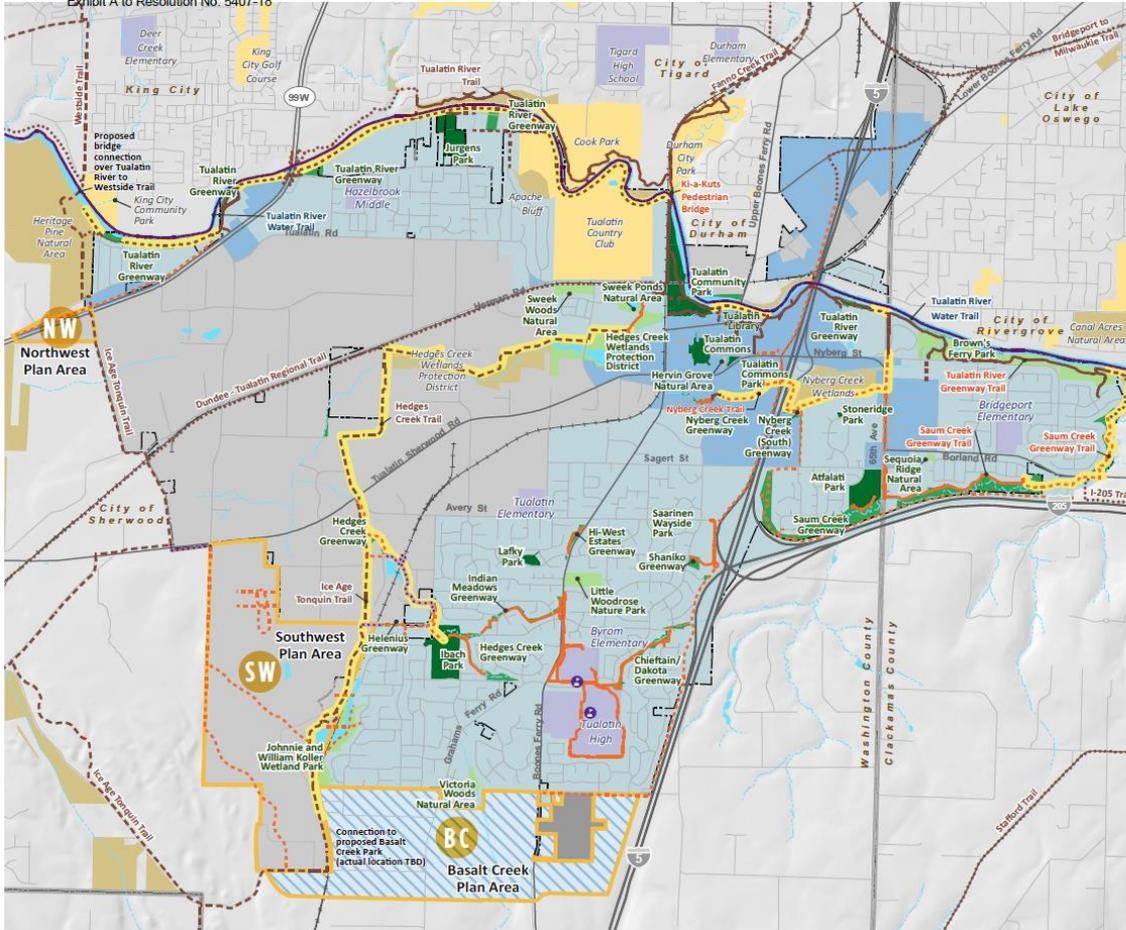 Exhibit A to Resolution No. 5407-18
Deer
Creek
Elementary
King
City Golf
Course
King City
99W
Westside Trail
Tualatin River
Trail
Tualatin
River
Greenway
Tigard
High
School
City of
Tigard
Durham
Elementary
Fanno Creek Trail
5
Lower Boones Ferry Rd
Bridgeport to
Milwaukie Trail
City of
Lake
Oswego
Proposed
bridge
connection
over Tualatin
River to
Westside Trail
King City
Community
Park
Heritage
Pine
Natural
Area
Tualatin
River
Greenway
Tualatin River
Greenway
Hazelbrook
Middle
Jurgens
Park
Cook Park
Apache
Bluff
Tualatin
Country
Club
Durham
City
Park
Upper Boones Ferry Rd
Ki-a-Kuts
Pedestrian
Bridge
City of
Durham
Tualatin River
Water Trail
Tualatin Rd
Tualatin
River
Greenway
Tualatin
Community
Park
Sweek
Woods
Natural
Area
Sweek Ponds
Natural Area
Tualatin
Library
Tualatin
River
Greenway
Tualatin River
Water Trail
City of
Rivergrove
Canal Acres
Natural Area
NW
Northwest
Plan Area
Ice Age Tonquin Trail
Dundee - Tualatin Regional Trail
Hedges Creek
Wetlands
Protection
District
Hedges Creek
Wetlands
Protection
District
Tualatin
Commons
Hervin Grove
Natural Area
Tualatin
Commons
Park
Nyberg St
Nyberg Creek
Wetlands
Brown's
Ferry Park
Tualatin River
Greenway Trail
Bridgeport
Elementary
Hedges
Creek Trail
Nyberg Creek Trail
Nyberg Creek
Greenway
Nyberg
Creek
(South)
Greenway
Stoneridge
Park
65th Ave
Saum Creek
Greenway Trail
Saum Creek
Greenway Trail
Borland Rd
Sequoia
Ridge
Natural
Area
I-205 Tra
205
Tualatin Sherwood Rd
Sagert St
Atfalati
Park
Saum Creek
Greenway
City of
Sherwood
Avery St
Tualatin
Elementary
Hedges
Creek
Greenway
Lafky
Park
Hi-West
Estates
Greenway
Saarinen
Wayside
Park
Shaniko
Greenway
Indian
Meadows
Greenway
Little
Woodrose
Nature Park
Ice Age
Tonquin Trail
Southwest
Plan Area
SW
Helenius
Greenway
Ibach
Park
Hedges Creek
Greenway
Byrom
Elementary
Chieftain/
Dakota
Greenway
Washington County
Clackamas County
Grahams Ferry Rd
Boones Ferry Rd
Tualatin
High
Johnnie and
William Koller
Wetland Park
Victoria
Woods
Natural Area
Ice Age Tonquin Trail
Connection to
proposed Basalt
Creek Park
(actual location TBD)
BC
Basalt Creek
Plan Area
5
Stafford Trail